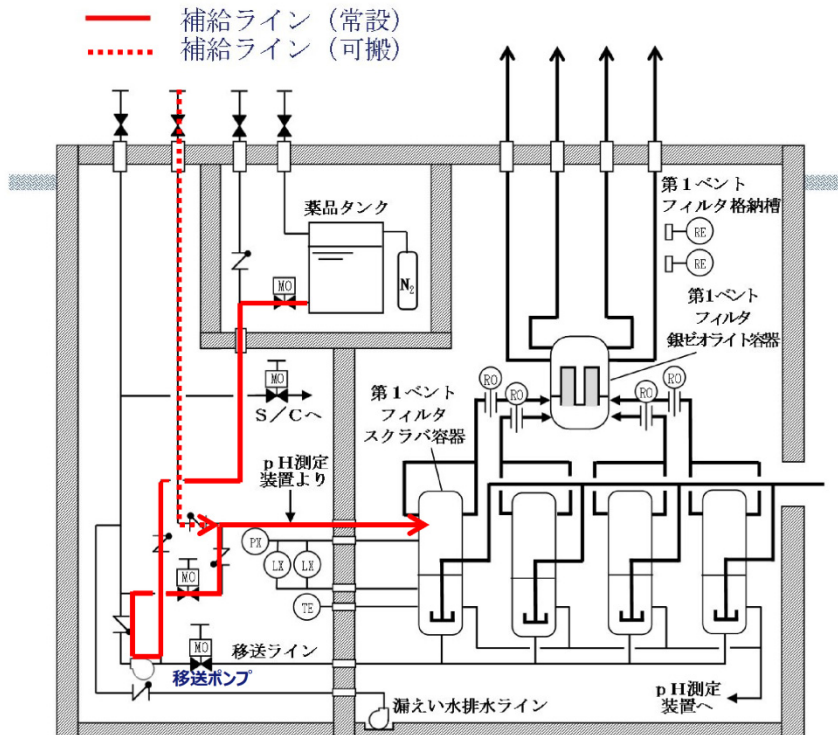 補給ライン（常設）
補給ライン（可搬）
第１ベント
フィルタ格納槽
RE
RE
薬品タンク
N₂
MO
第1ベント
フィルタ
銀ゼオライト容器
MO
S／Cへ
第１ベント
フィルタ
スクラバ容器
RO
RO
RO
RO
ｐＨ測定
装置より
PX
LX
LX
MO
TE
MO
移送ライン
移送ポンプ
漏えい水排水ライン
ｐＨ測定
装置へ